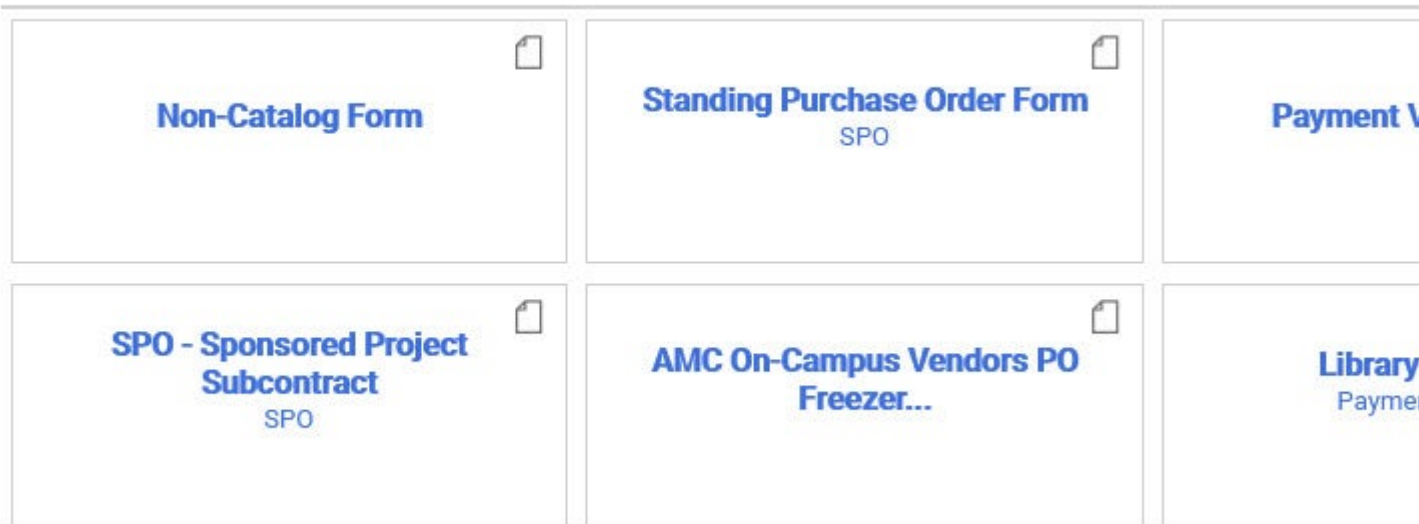 Non-Catalog Form
Standing Purchase Order Form
SPO
Payment
SPO - Sponsored Project
Subcontract
SPO
AMC On-Campus Vendors PO
Freezer...
Library